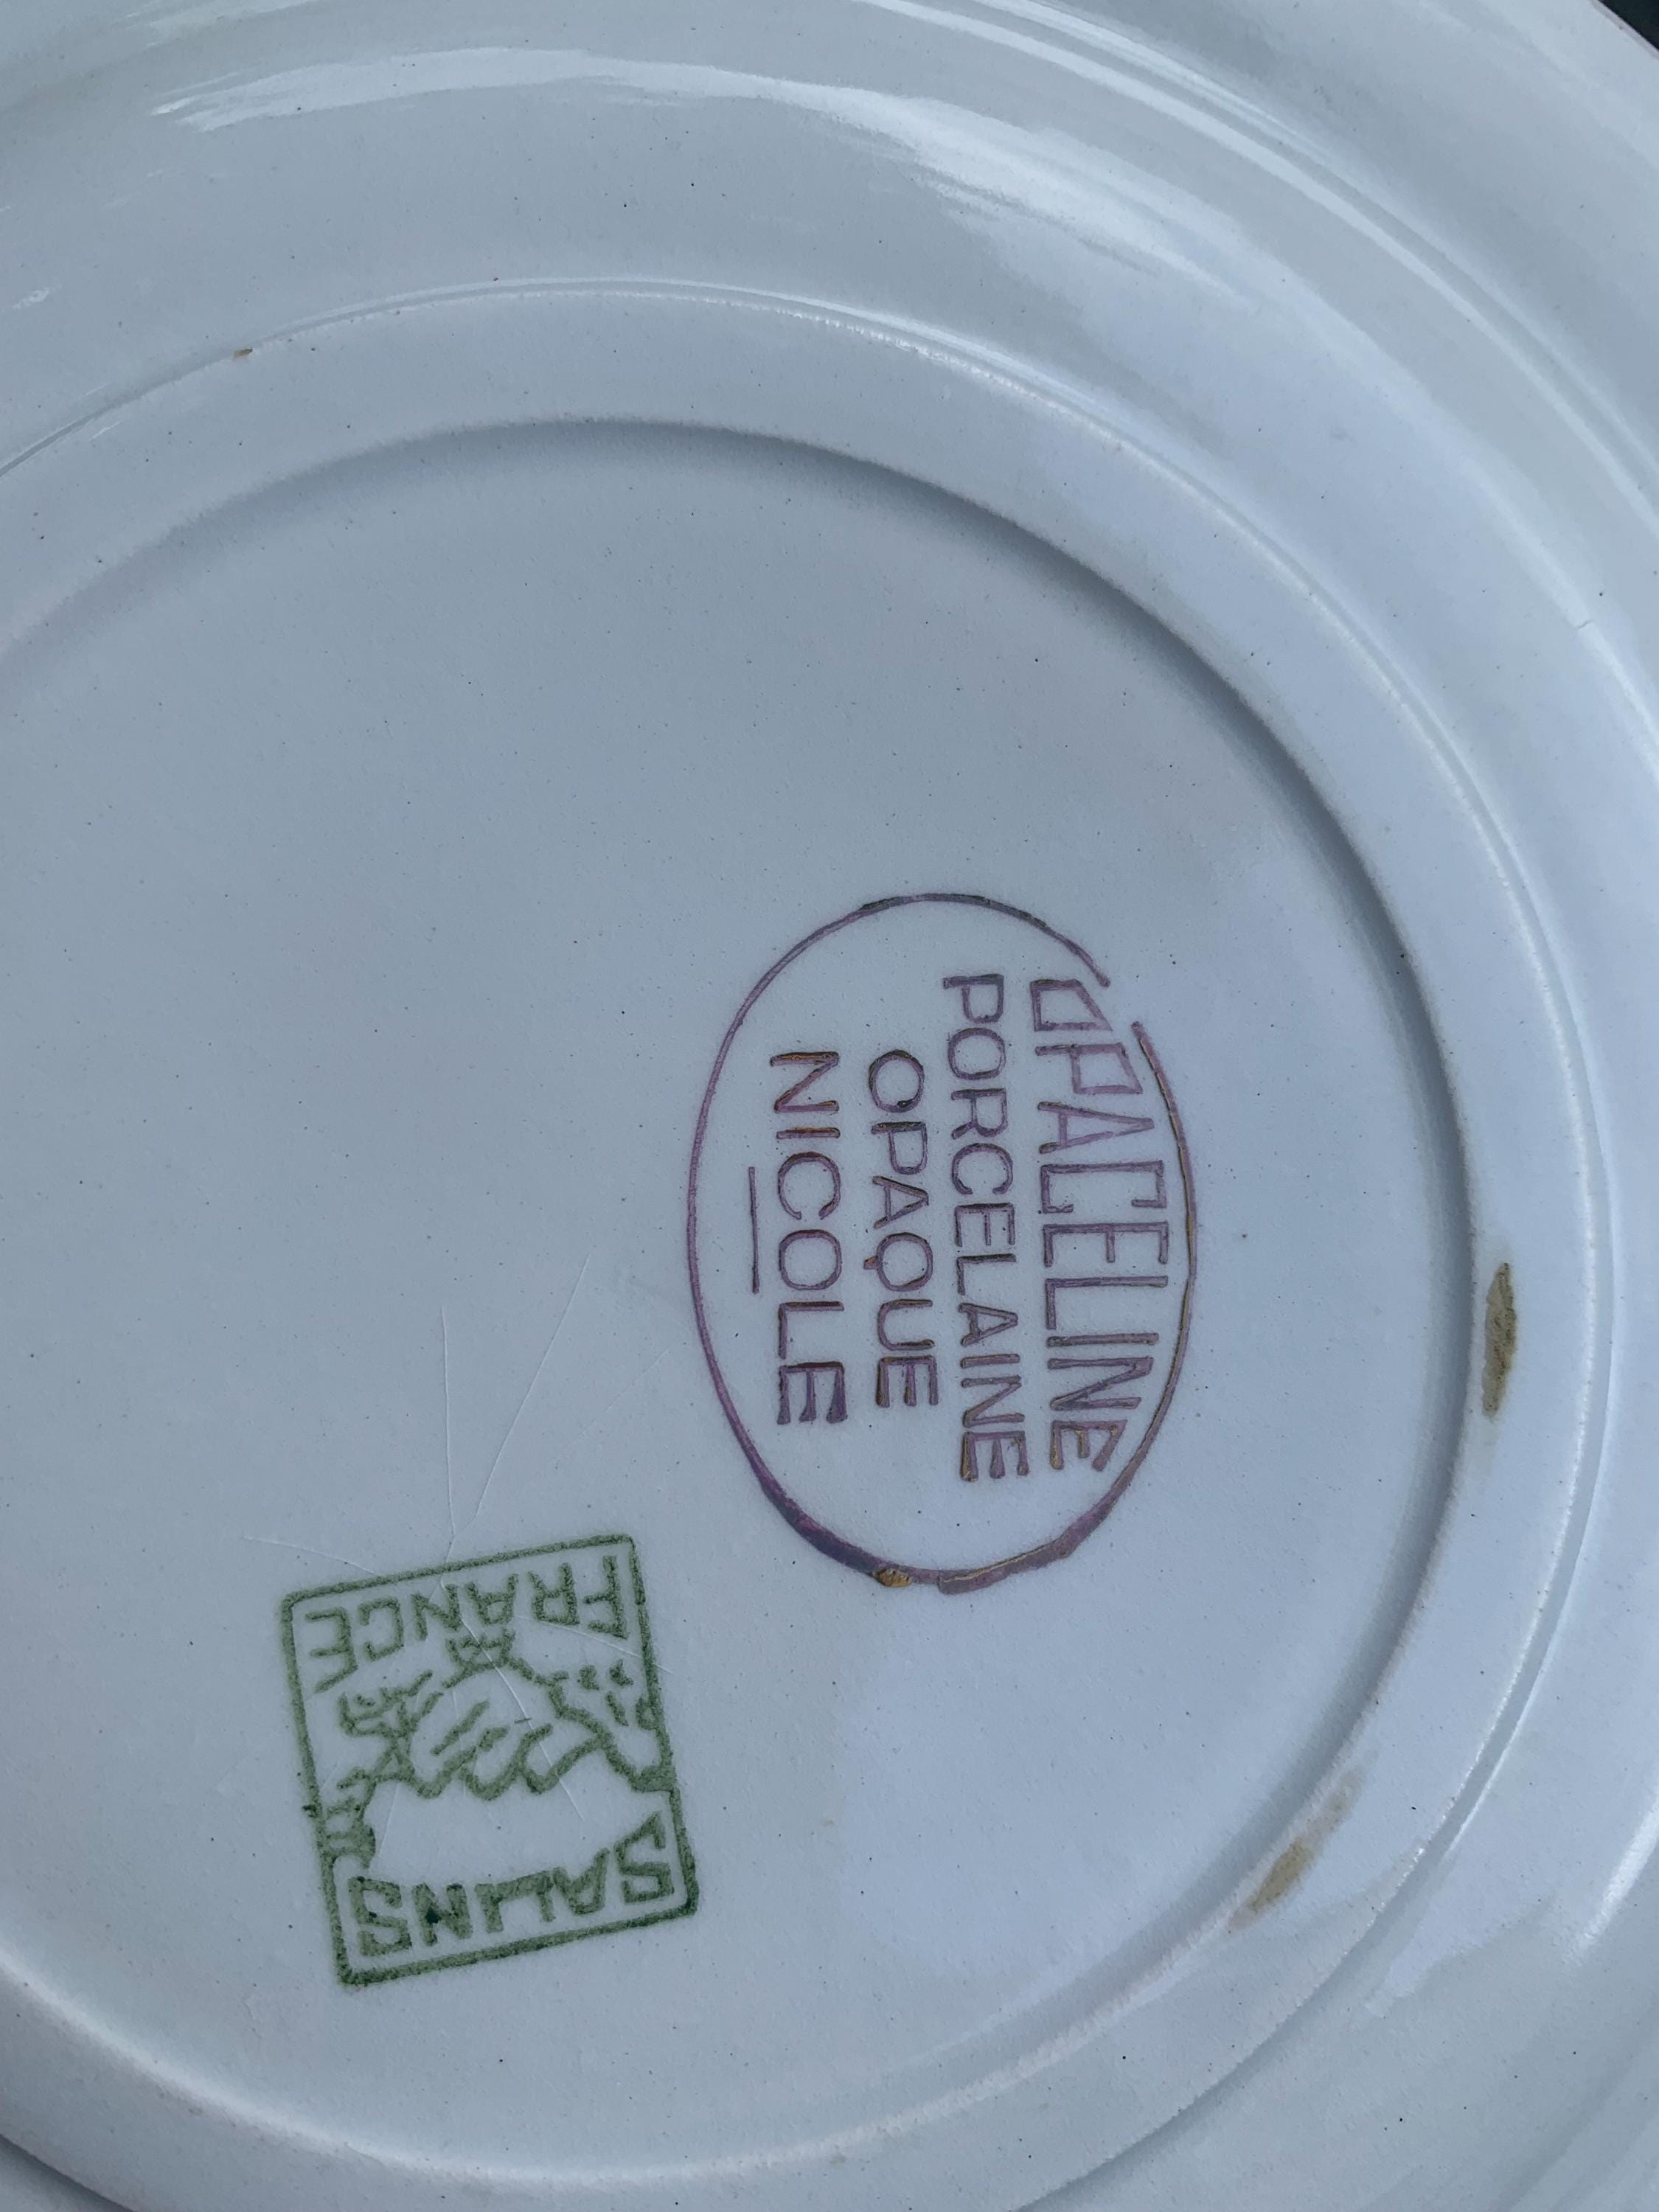 OPACELINE
PORCELAINE
OPAQUE
NICOLE
SALINS
FRANCE